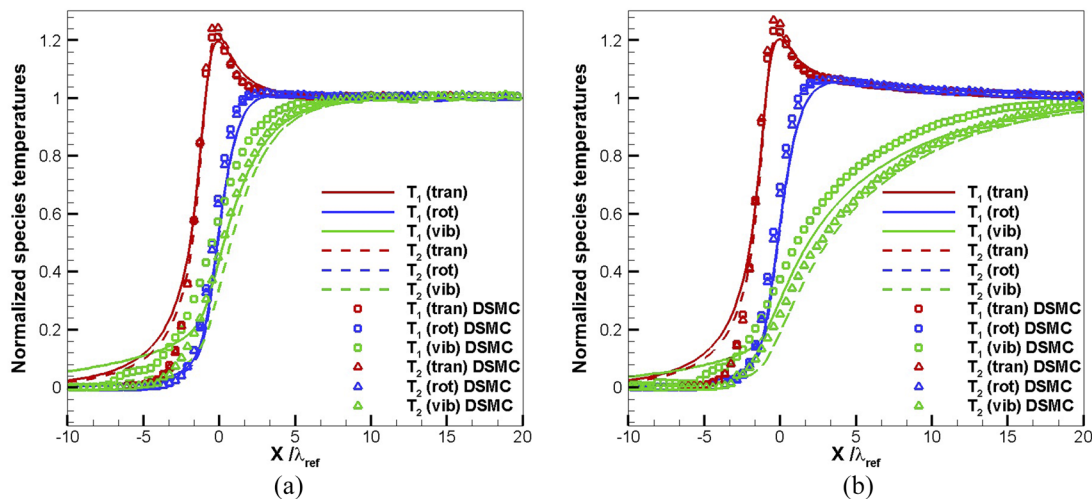 Normalized species temperatures
1.2
1
0.8
0.6
0.4
0.2
0
-10
-5
0
5
10
15
20
X /λref
T1 (tran)
T1 (rot)
T1 (vib)
T2 (tran)
T2 (rot)
T2 (vib)
T1 (tran) DSMC
T1 (rot) DSMC
T1 (vib) DSMC
T2 (tran) DSMC
T2 (rot) DSMC
T2 (vib) DSMC
(a)
Normalized species temperatures
1.2
1
0.8
0.6
0.4
0.2
0
-10
-5
0
5
10
15
20
X /λref
T1 (tran)
T1 (rot)
T1 (vib)
T2 (tran)
T2 (rot)
T2 (vib)
T1 (tran) DSMC
T1 (rot) DSMC
T1 (vib) DSMC
T2 (tran) DSMC
T2 (rot) DSMC
T2 (vib) DSMC
(b)